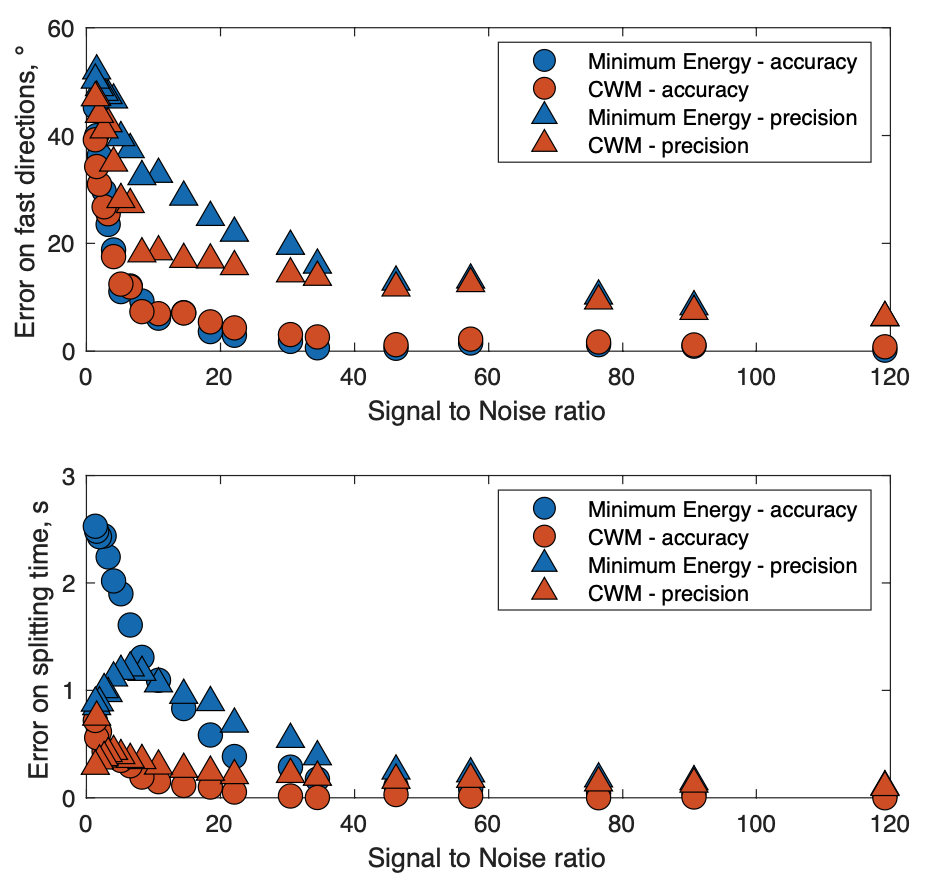 60
40
20
0
Error on fast directions, °
Minimum Energy - accuracy
CWM - accuracy
Minimum Energy - precision
CWM - precision
0 20 40 60 80 100 120
Signal to Noise ratio
3
2
1
0
Error on splitting time, s
Minimum Energy - accuracy
CWM - accuracy
Minimum Energy - precision
CWM - precision
0 20 40 60 80 100 120
Signal to Noise ratio